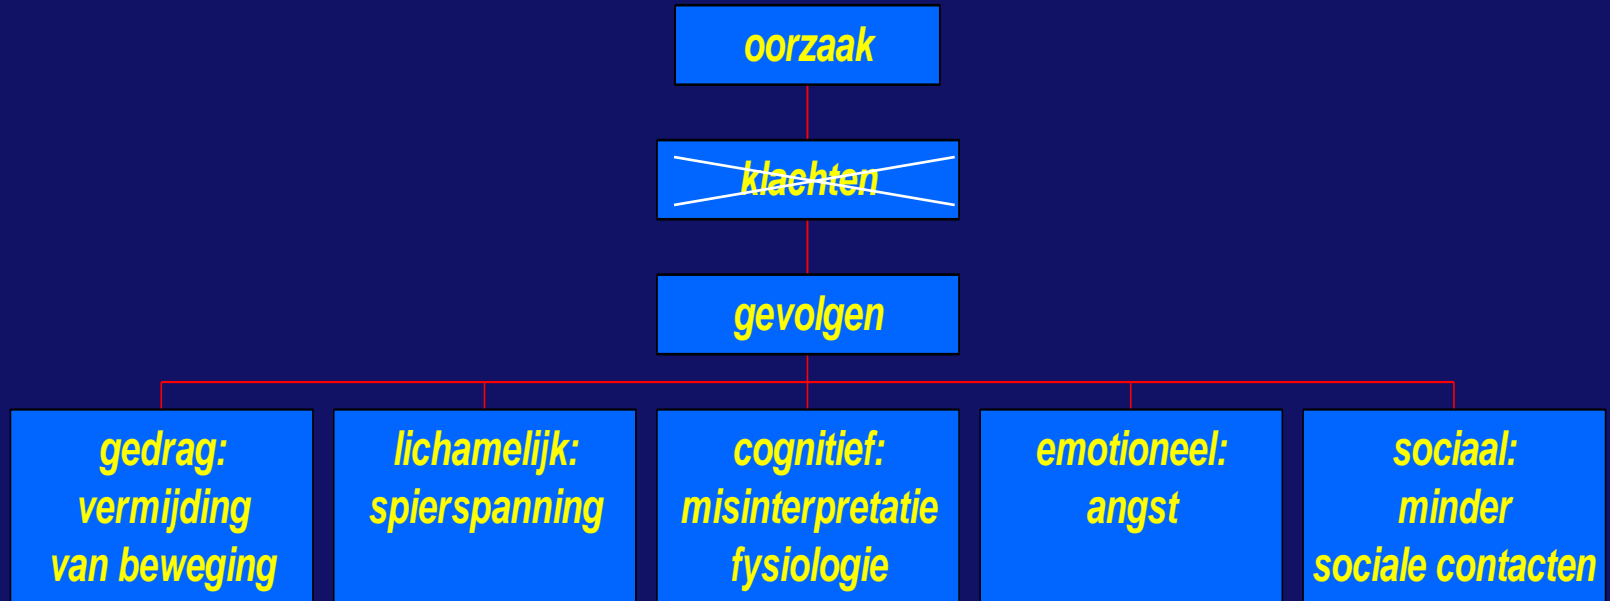 oorzaak
klachten
gevolgen
gedrag:
vermijding
van beweging
lichamelijk:
spierspanning
cognitief:
misinterpretatie
fysiologie
emotioneel:
angst
sociaal:
minder
sociale contacten